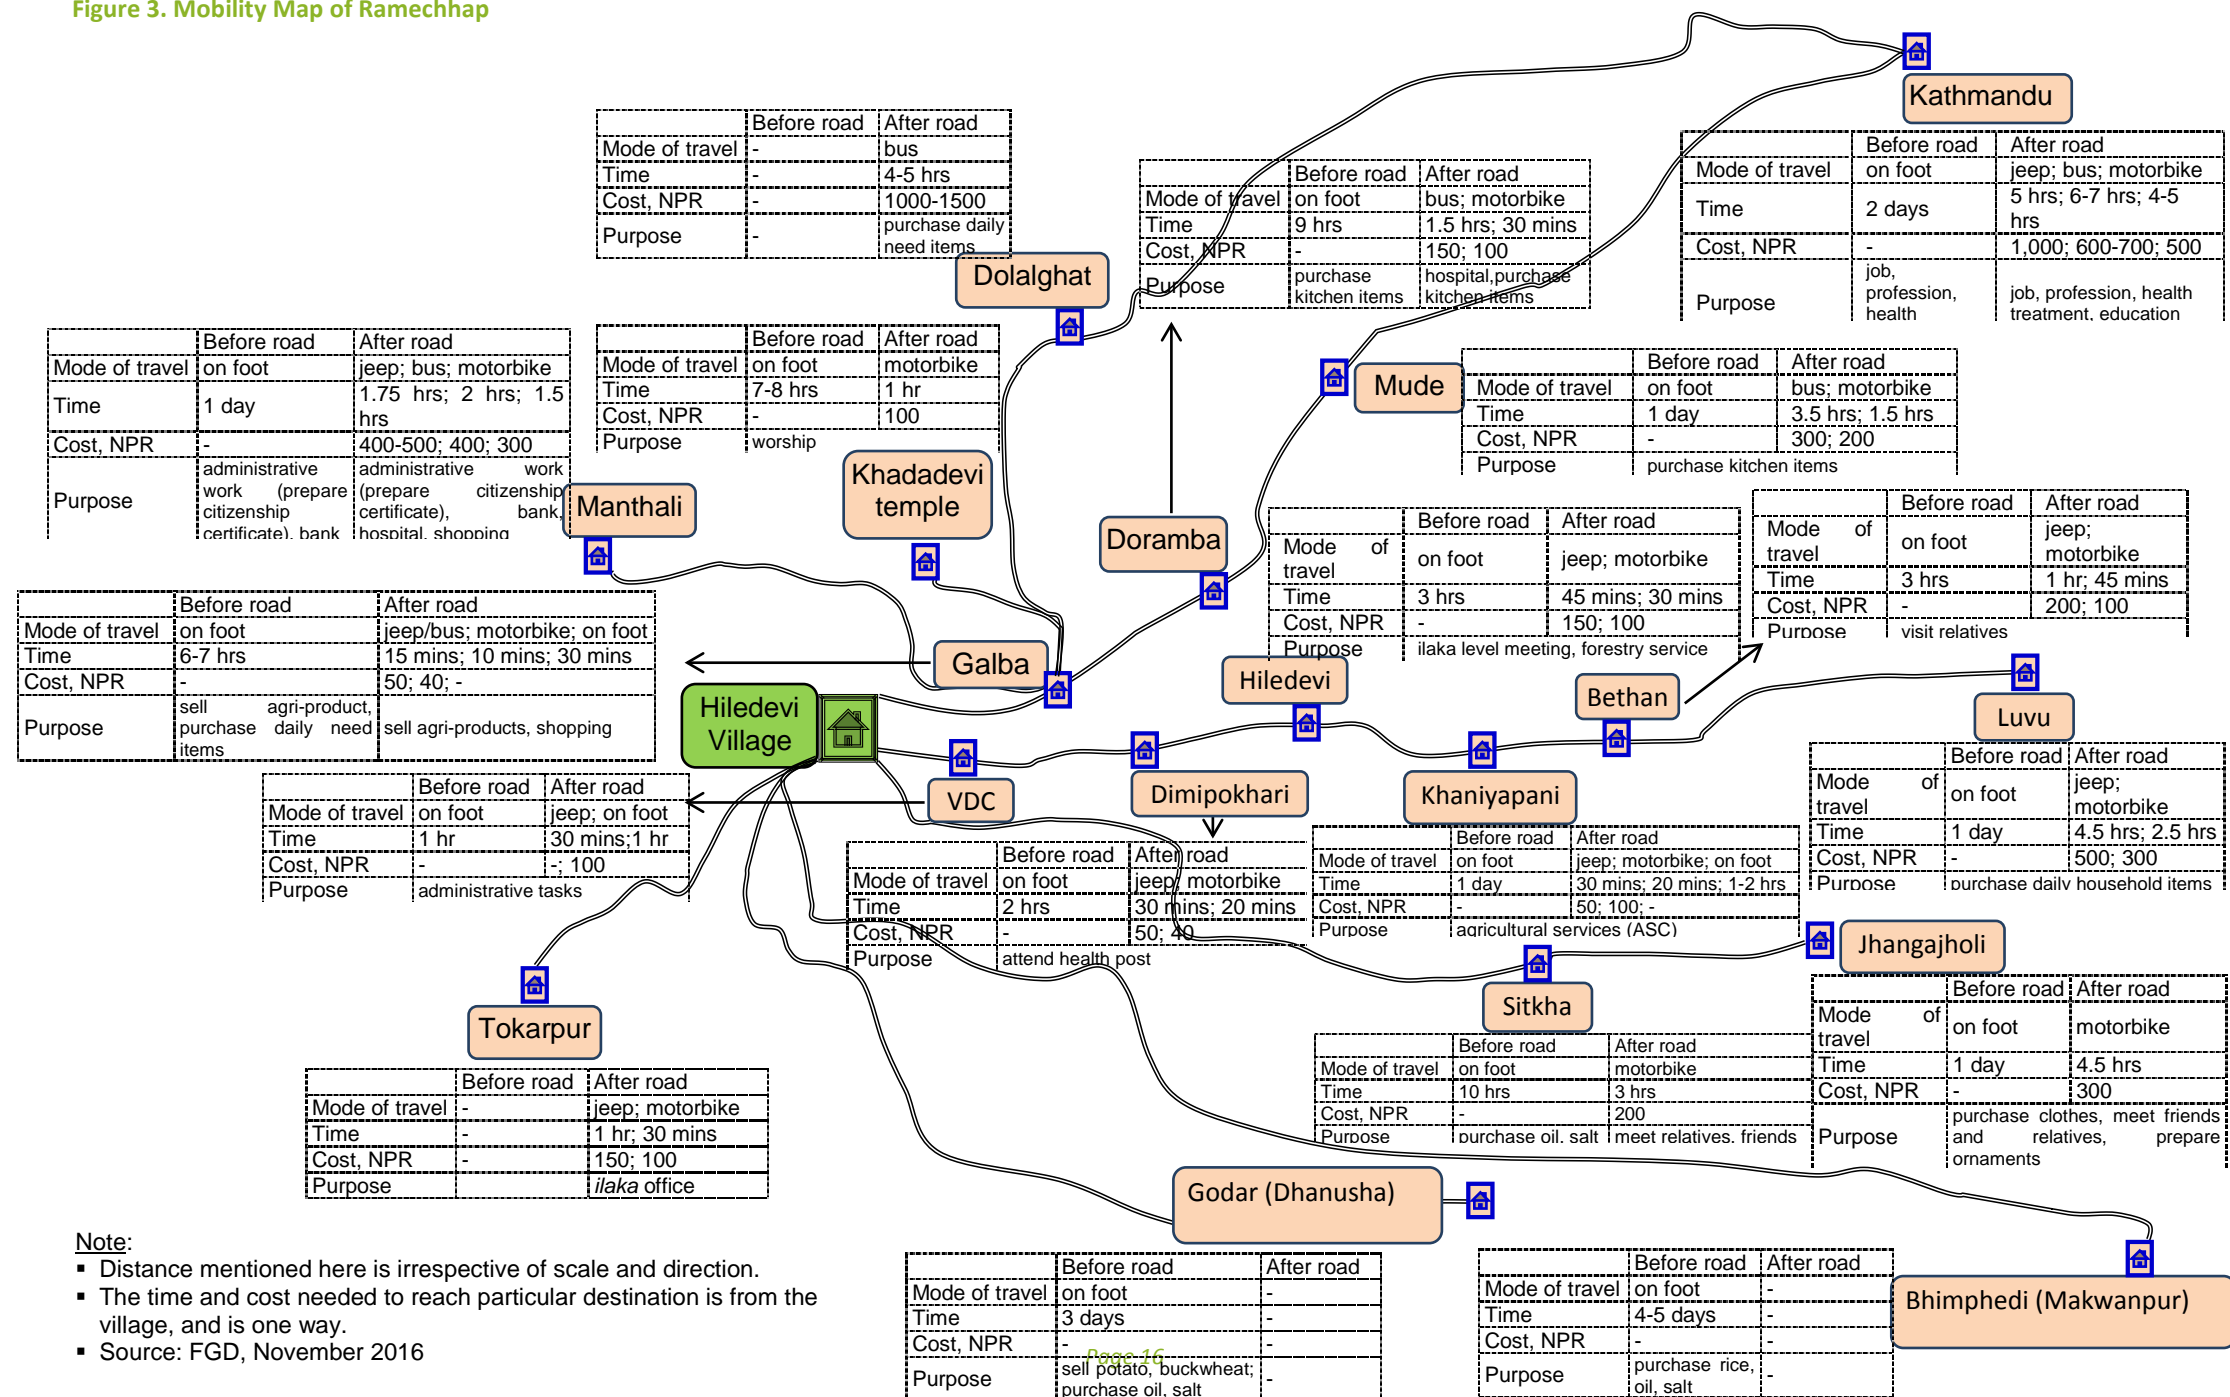 Figure 3. Mobility Map of Ramechhap
Kathmandu
Before road After road
Mode of travel on foot jeep; bus; motorbike
Time 2 days 5 hrs; 6-7 hrs; 4-5
hrs
Cost, NPR - 1,000; 600-700; 500
Purpose job,
profession,
health
job, profession, health
treatment, education
Before road After road
Mode of travel - bus
Time - 4-5 hrs
Cost, NPR - 1000-1500
Purpose - purchase daily
need items
Dolalghat
Before road After road
Mode of travel on foot bus; motorbike
Time 9 hrs 1.5 hrs; 30 mins
Cost, NPR - 150; 100
Purpose purchase
kitchen items
hospital,purchase
kitchen items
Before road After road
Mode of travel on foot jeep; bus; motorbike
Time 1 day 1.75 hrs; 2 hrs; 1.5
hrs
Cost, NPR - 400-500; 400; 300
Purpose administrative
work (prepare
citizenship
certificate), bank
administrative work
(prepare citizenship
certificate), bank,
hospital, shopping
Manthali
Before road After road
Mode of travel on foot motorbike
Time 7-8 hrs 1 hr
Cost, NPR - 100
Purpose worship
Khadadevi
temple
Mude
Before road After road
Mode of travel on foot bus; motorbike
Time 1 day 3.5 hrs; 1.5 hrs
Cost, NPR - 300; 200
Purpose purchase kitchen items
Doramba
Before road After road
Mode of
travel on foot jeep; motorbike
Time 3 hrs 45 mins; 30 mins
Cost, NPR - 150; 100
Purpose ilaka level meeting, forestry service
Before road After road
Mode of
travel on foot jeep;
motorbike
Time 3 hrs 1 hr; 45 mins
Cost, NPR - 200; 100
Purpose visit relatives
Before road After road
Mode of travel on foot jeep/bus; motorbike; on foot
Time 6-7 hrs 15 mins; 10 mins; 30 mins
Cost, NPR - 50; 40; -
Purpose sell agri-product,
purchase daily need
items
sell agri-products, shopping
Galba
Hiledevi
Village
Hiledevi
Bethan
Luvu
Before road After road
Mode of travel on foot jeep; on foot
Time 1 hr 30 mins;1 hr
Cost, NPR - -; 100
Purpose administrative tasks
VDC
Dimipokhari
Khaniyapani
Before road After road
Mode of travel on foot jeep; motorbike
Time 2 hrs 30 mins; 20 mins
Cost, NPR - 50; 40
Purpose attend health post
Before road After road
Mode of travel on foot jeep; motorbike; on foot
Time 1 day 30 mins; 20 mins; 1-2 hrs
Cost, NPR - 50; 100; -
Purpose agricultural services (ASC)
Before road After road
Mode of
travel on foot jeep;
motorbike
Time 1 day 4.5 hrs; 2.5 hrs
Cost, NPR - 500; 300
Purpose purchase daily household items
Jhangajholi
Sitkha
Tokarpur
Before road After road
Mode of travel on foot motorbike
Time 10 hrs 3 hrs
Cost, NPR - 200
Purpose purchase oil, salt meet relatives, friends
Before road After road
Mode of
travel on foot motorbike
Time 1 day 4.5 hrs
Cost, NPR - 300
Purpose purchase clothes, meet friends
and relatives, prepare
ornaments
Before road After road
Mode of travel - jeep; motorbike
Time - 1 hr; 30 mins
Cost, NPR - 150; 100
Purpose ilaka office
Godar (Dhanusha)
Before road After road
Mode of travel on foot -
Time 3 days -
Cost, NPR - -
Purpose sell potato, buckwheat;
purchase oil, salt -
Bhimphedi (Makwanpur)
Before road After road
Mode of travel on foot -
Time 4-5 days -
Cost, NPR - -
Purpose purchase rice,
oil, salt -
Note:
▪ Distance mentioned here is irrespective of scale and direction.
▪ The time and cost needed to reach particular destination is from the
village, and is one way.
▪ Source: FGD, November 2016
Page 16